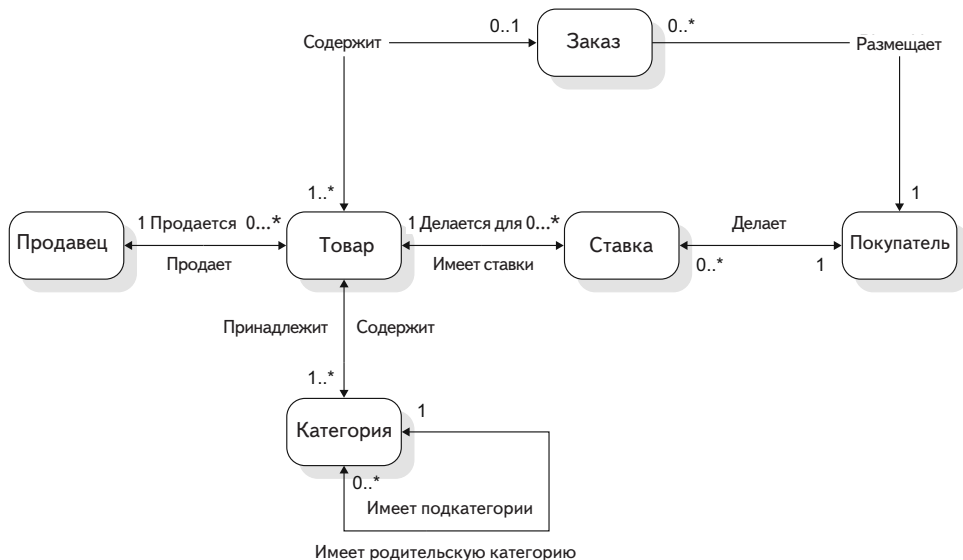 0..1
Заказ
0..*
Содержит
Размещает
1..*
1
Продавец
1 Продается 0...*
Товар
1 Делается для 0...*
Ставка
Делает
Покупатель
Продает
Имеет ставки
0..*
1
Принадлежит
Содержит
1..*
1
Категория
0..*
Имеет подкатегории
Имеет родительскую категорию